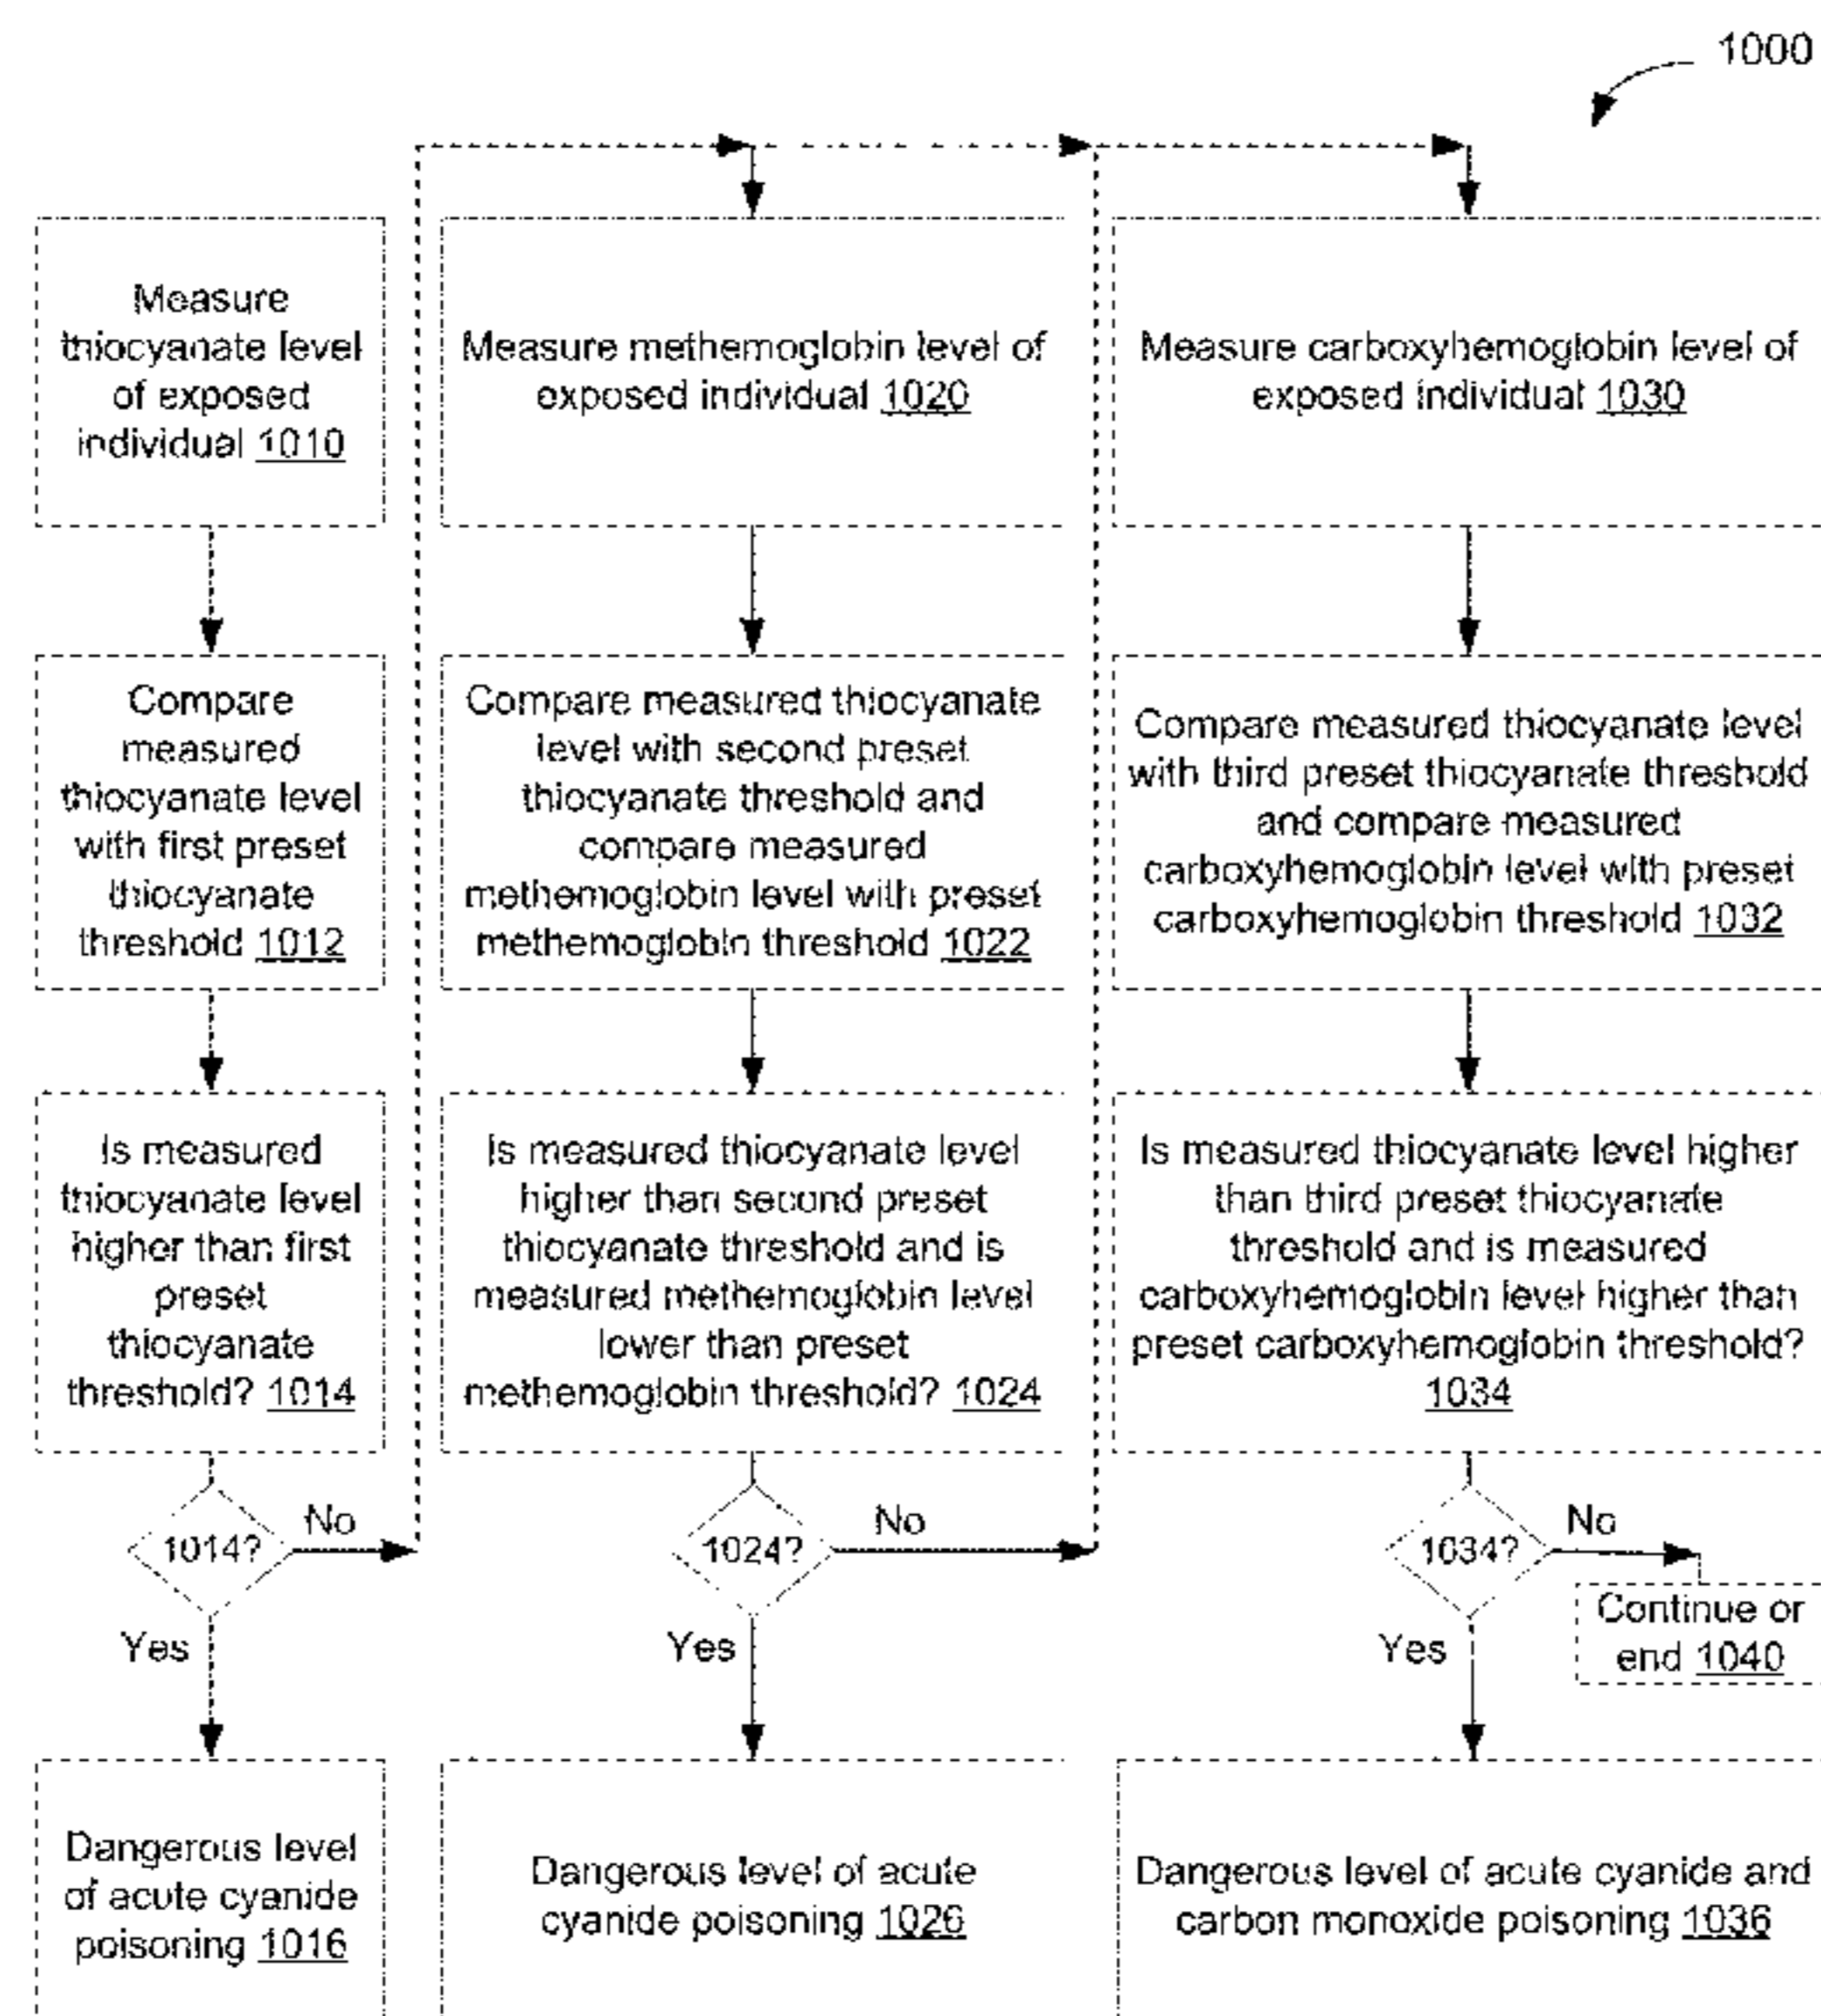 1000
Measure
thiocyanate level
of exposed
individual 1010
Measure methemoglobin level of
exposed individual 1020
Measure carboxyhemoglobin level of
exposed individual 1030
Compare
measured
thiocyanate level
with first preset
thiocyanate
threshold 1012
Compare measured thiocyanate
level with second preset
thiocyanate threshold and
compare measured
methemoglobin level with preset
methemoglobin threshold 1022
Compare measured thiocyanate level
with third preset thiocyanate threshold
and compare measured
carboxyhemoglobin level with preset
carboxyhemoglobin threshold 1032
Is measured
thiocyanate level
higher than first
preset
thiocyanate
threshold? 1014
Is measured thiocyanate level
higher than second preset
thiocyanate threshold and is
measured methemoglobin level
lower than preset
methemoglobin threshold? 1024
Is measured thiocyanate level higher
than third preset thiocyanate
threshold and is measured
carboxyhemoglobin level higher than
preset carboxyhemoglobin threshold?
1034
1014?
No
Yes
1024?
No
Yes
1034?
No
Yes
Continue or
end 1040
Dangerous level
of acute cyanide
poisoning 1016
Dangerous level of acute
cyanide poisoning 1026
Dangerous level of acute cyanide and
carbon monoxide poisoning 1036